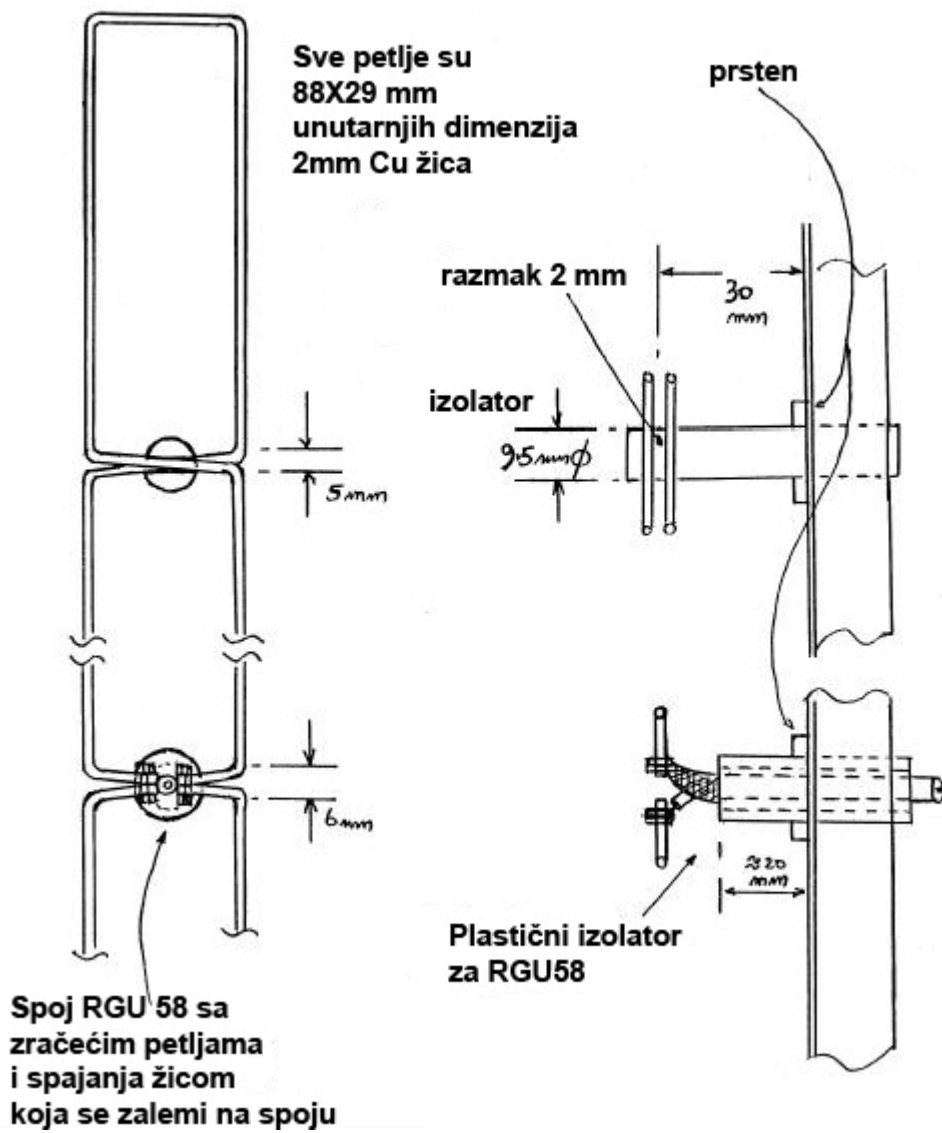 Sve petlje su
88X29 mm
unutarnjih dimenzija
2mm Cu žica
prsten
razmak 2 mm
30
mm
izolator
9.5mmϕ
5mm
6mm
≈20
mm
Plastični izolator
za RGU58
Spoj RGU 58 sa
zračećim petljama
i spajanja žicom
koja se zalemi na spoju